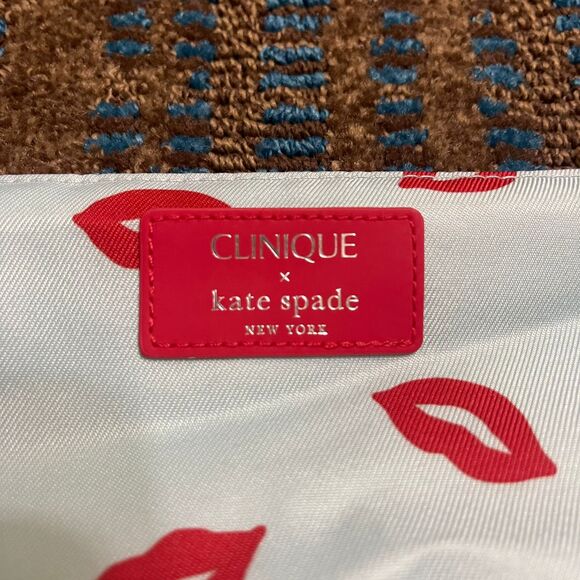 CLINIQUE
×
kate spade
NEW YORK